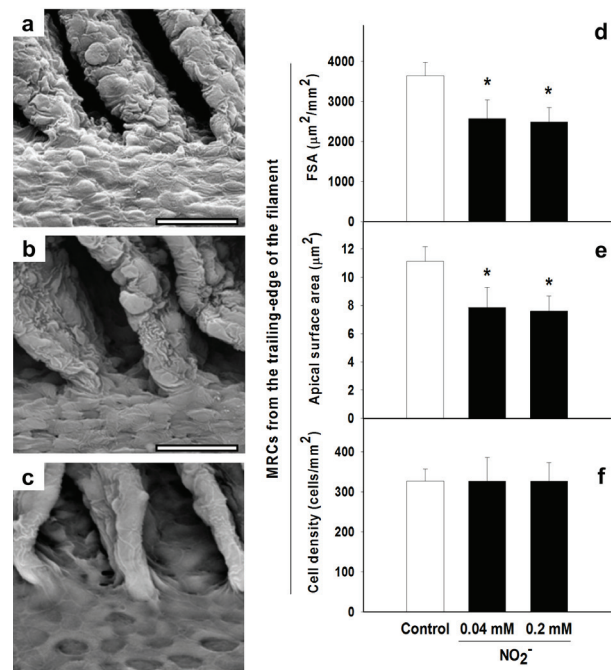 a
b
c
MRCs from the trailing-edge of the filament
d
FSA (µm²/mm²)
4000
3000
2000
1000
0
* *
e
Apical surface area (µm²)
12
10
8
6
4
2
0
* *
f
Cell density (cells/mm²)
400
300
200
100
0
Control 0.04 mM 0.2 mM
NO₂⁻